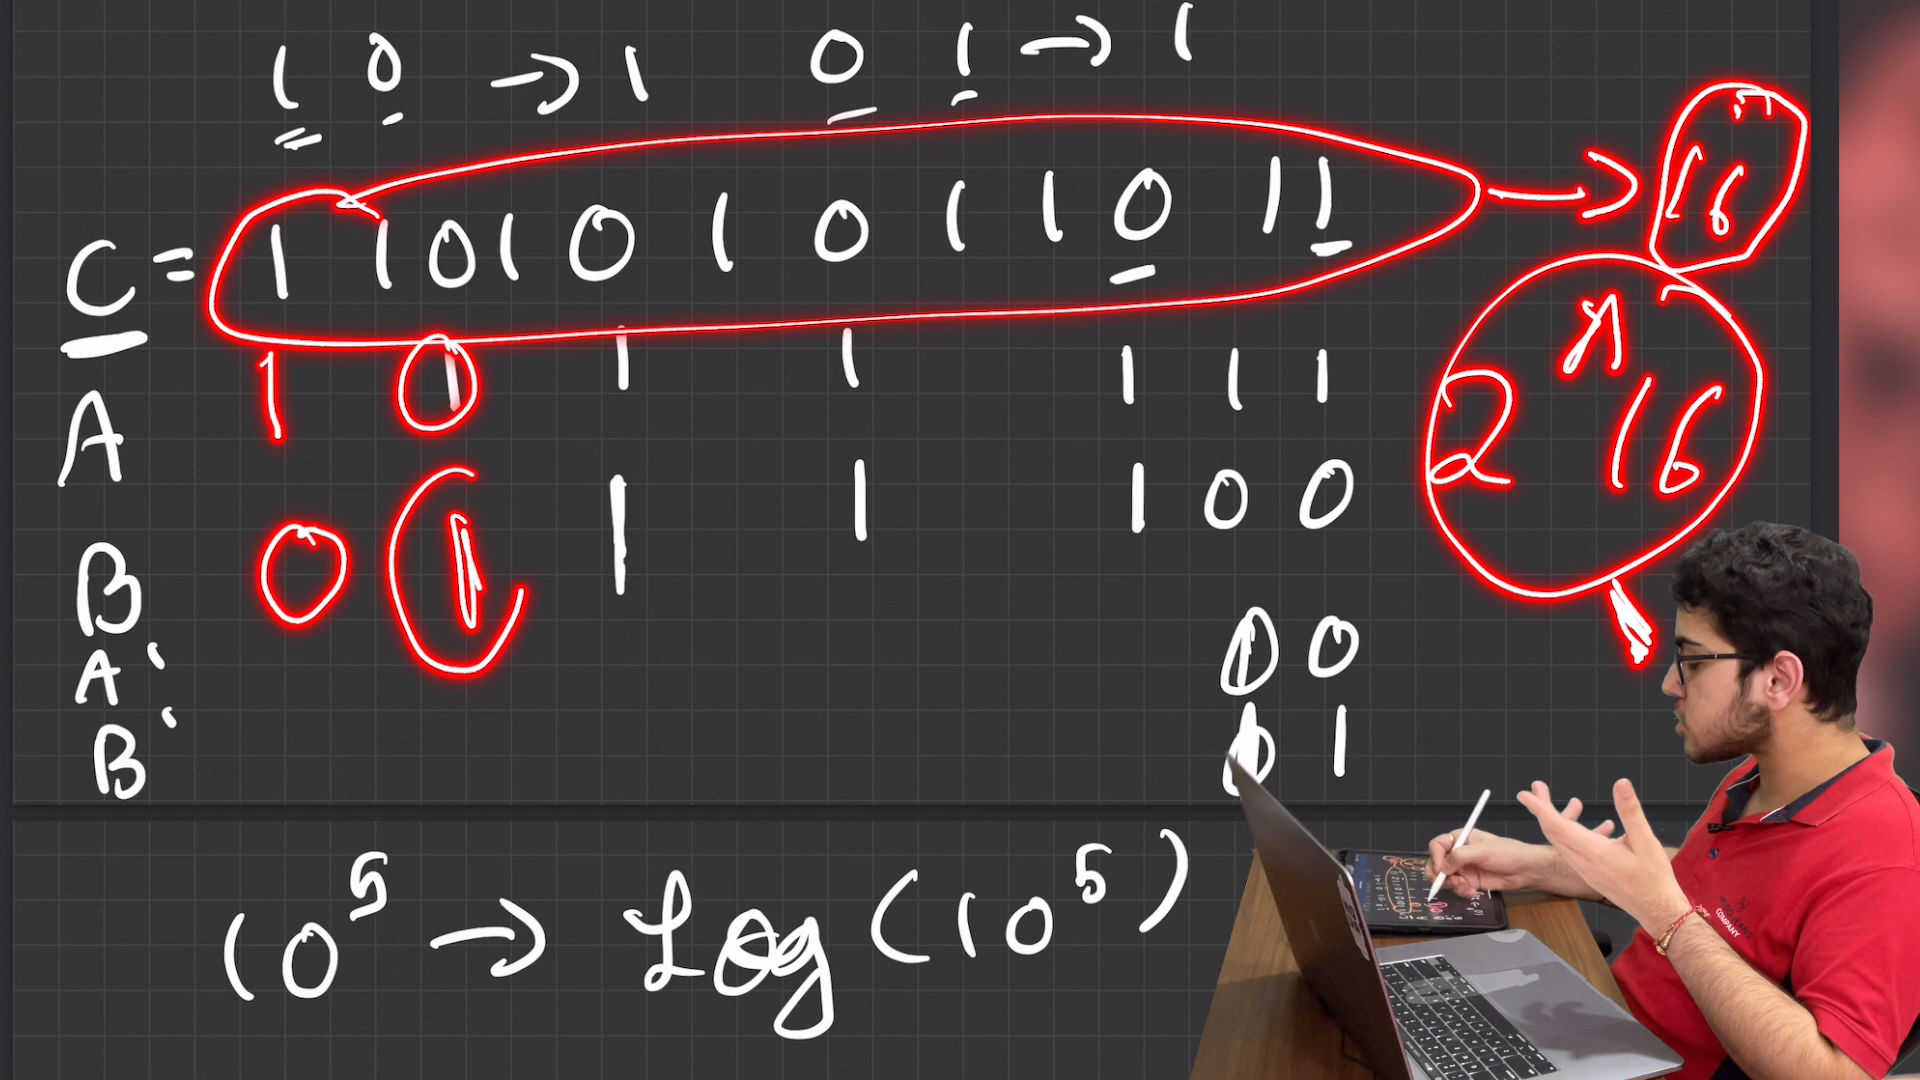 1 0 → 1 0 1 → 1
C = 1 1 0 1 0 1 0 1 1 0 1 1 → 16
A 1 0 1 1 1 1 1 2^16
B 0 1 1 1 1 0 0
A' 0 0
B' 0 1
10^5 → Log (10^5)
COMPANY